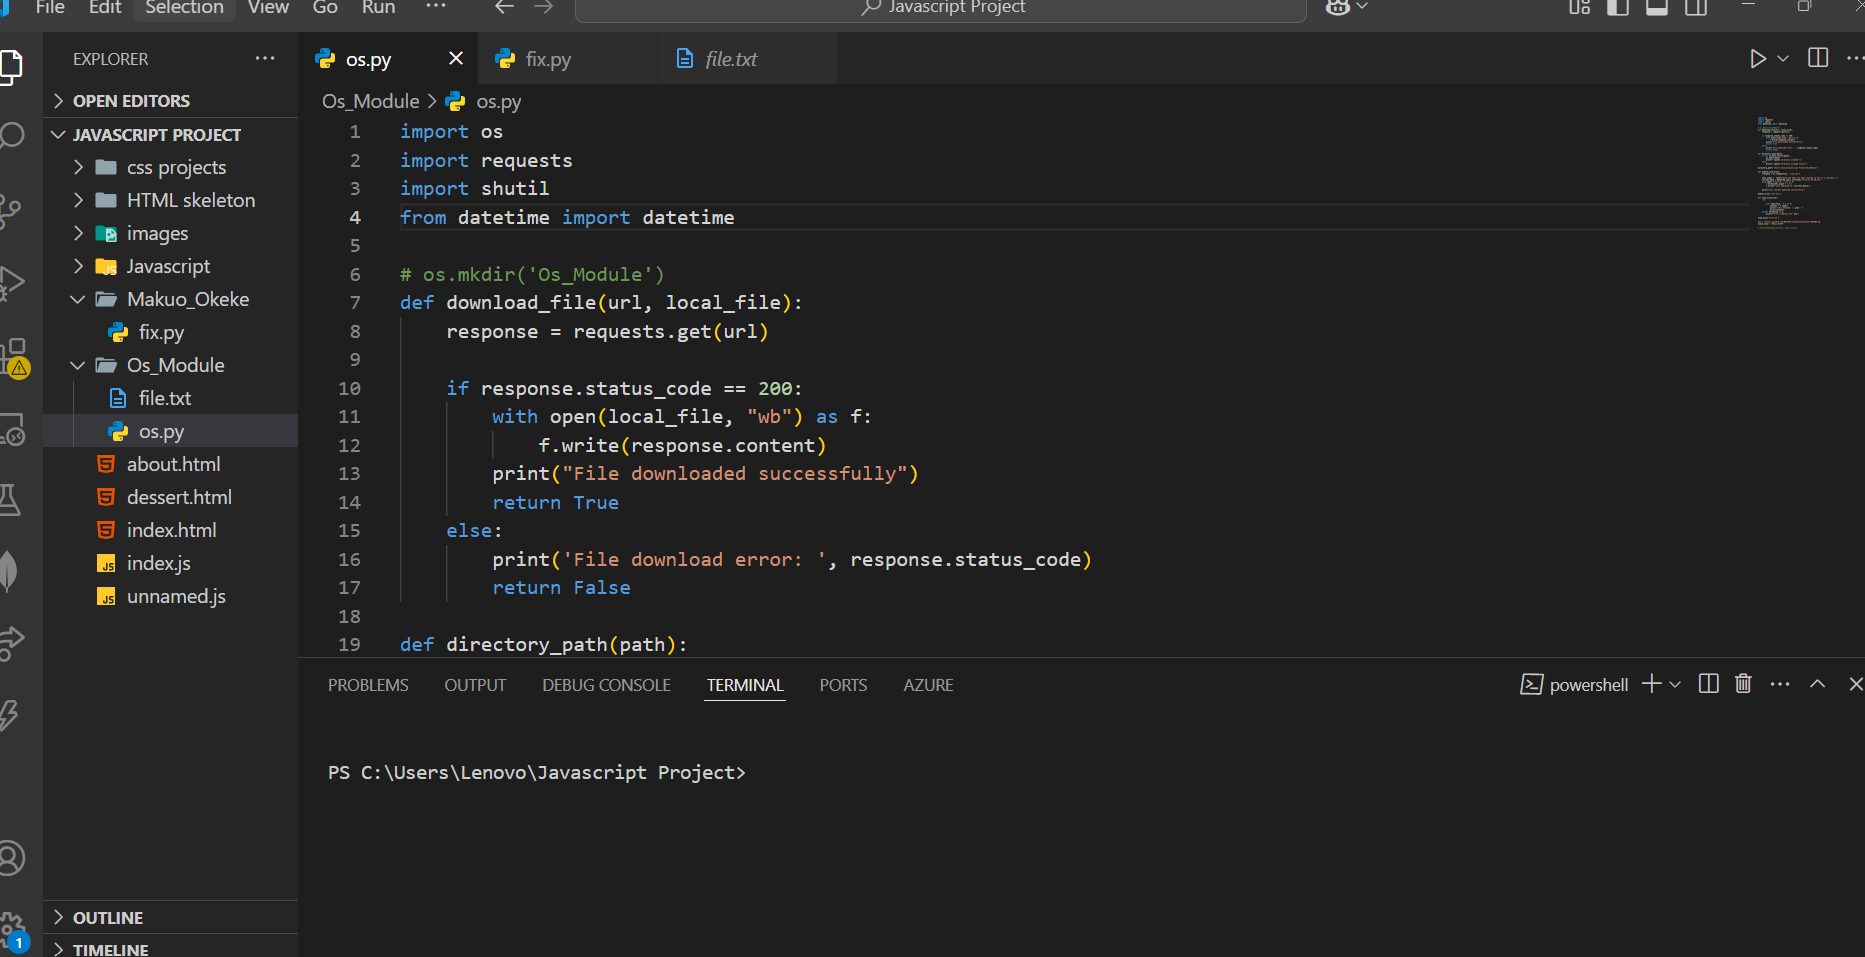 File Edit Selection View Go Run ··· Javascript Project
EXPLORER ···
OPEN EDITORS
JAVASCRIPT PROJECT
css projects
HTML skeleton
images
Javascript
Makuo_Okeke
fix.py
Os_Module
file.txt
os.py
about.html
dessert.html
index.html
index.js
unnamed.js
OUTLINE
TIMELINE
1
os.py fix.py file.txt
Os_Module > os.py
1 import os
2 import requests
3 import shutil
4 from datetime import datetime
5
6 # os.mkdir('Os_Module')
7 def download_file(url, local_file):
8 response = requests.get(url)
9
10 if response.status_code == 200:
11 with open(local_file, "wb") as f:
12 f.write(response.content)
13 print("File downloaded successfully")
14 return True
15 else:
16 print('File download error: ', response.status_code)
17 return False
18
19 def directory_path(path):
PROBLEMS OUTPUT DEBUG CONSOLE TERMINAL PORTS AZURE powershell
PS C:\Users\Lenovo\Javascript Project>